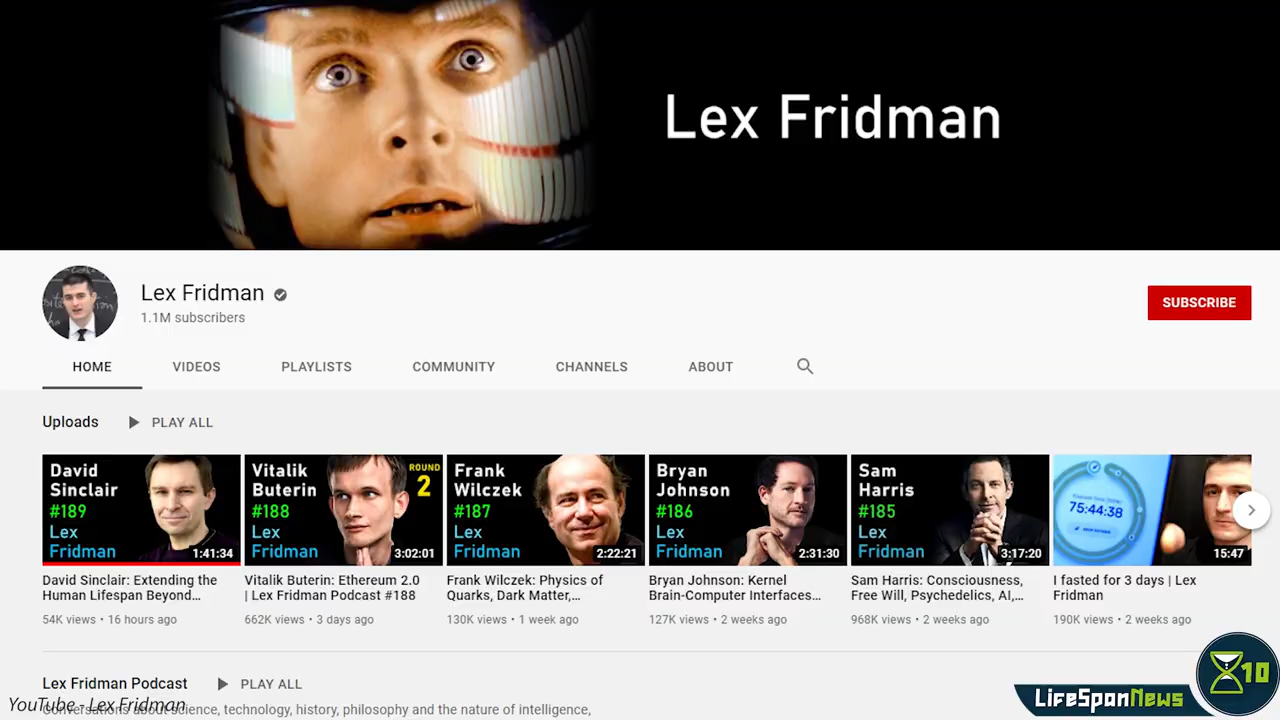 Lex Fridman
Lex Fridman
1.1M subscribers
SUBSCRIBE
HOME
VIDEOS
PLAYLISTS
COMMUNITY
CHANNELS
ABOUT
Uploads
PLAY ALL
David
Sinclair
#189
Lex
Fridman
1:41:34
Vitalik
Buterin
#188
Lex
Fridman
ROUND
2
3:02:01
Frank
Wilczek
#187
Lex
Fridman
2:22:21
Bryan
Johnson
#186
Lex
Fridman
2:31:30
Sam
Harris
#185
Lex
Fridman
3:17:20
75:44:38
15:47
David Sinclair: Extending the
Human Lifespan Beyond...
54K views • 16 hours ago
Vitalik Buterin: Ethereum 2.0
| Lex Fridman Podcast #188
662K views • 3 days ago
Frank Wilczek: Physics of
Quarks, Dark Matter,...
130K views • 1 week ago
Bryan Johnson: Kernel
Brain-Computer Interfaces...
127K views • 2 weeks ago
Sam Harris: Consciousness,
Free Will, Psychedelics, AI,...
968K views • 2 weeks ago
I fasted for 3 days | Lex
Fridman
190K views • 2 weeks ago
Lex Fridman Podcast
PLAY ALL
Conversations about science, technology, history, philosophy and the nature of intelligence,
YouTube - Lex Fridman
LifeSpanNews
10